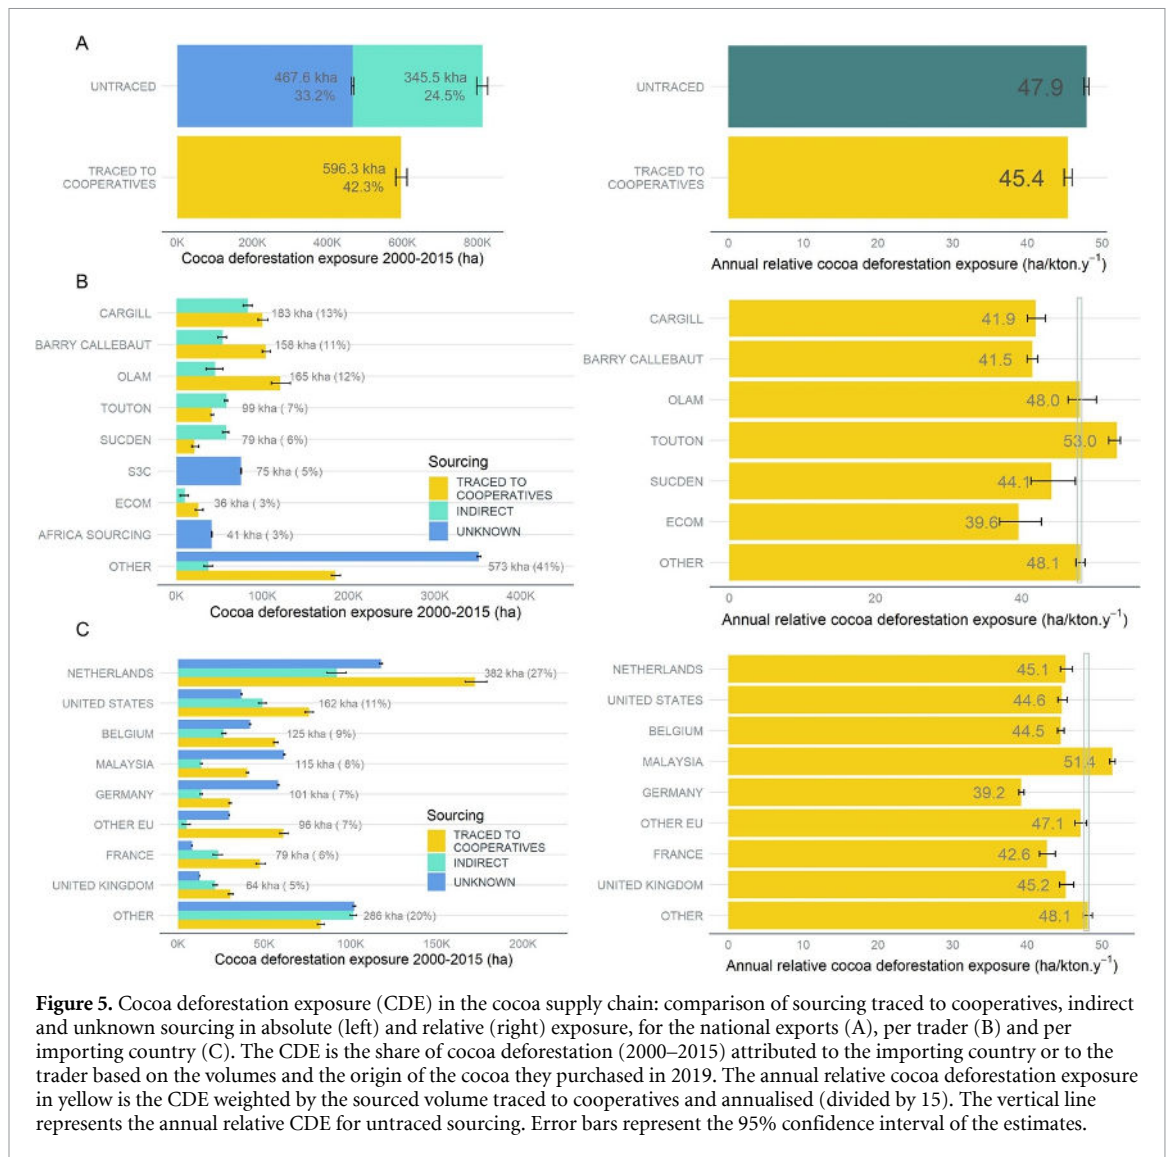 A
UNTRACED
467.6 kha
33.2%
345.5 kha
24.5%
TRACED TO
COOPERATIVES
596.3 kha
42.3%
0K 200K 400K 600K 800K
Cocoa deforestation exposure 2000-2015 (ha)
UNTRACED
47.9
TRACED TO
COOPERATIVES
45.4
0 10 20 30 40 50
Annual relative cocoa deforestation exposure (ha/kton.y⁻¹)
B
CARGILL 183 kha (13%)
BARRY CALLEBAUT 158 kha (11%)
OLAM 165 kha (12%)
TOUTON 99 kha ( 7%)
SUCDEN 79 kha ( 6%)
S3C 75 kha ( 5%)
ECOM 36 kha ( 3%)
AFRICA SOURCING 41 kha ( 3%)
OTHER 573 kha (41%)
Sourcing
TRACED TO
COOPERATIVES
INDIRECT
UNKNOWN
0K 100K 200K 300K 400K
Cocoa deforestation exposure 2000-2015 (ha)
CARGILL 41.9
BARRY CALLEBAUT 41.5
OLAM 48.0
TOUTON 53.0
SUCDEN 44.1
ECOM 39.6
OTHER 48.1
0 20 40
Annual relative cocoa deforestation exposure (ha/kton.y⁻¹)
C
NETHERLANDS 382 kha (27%)
UNITED STATES 162 kha (11%)
BELGIUM 125 kha ( 9%)
MALAYSIA 115 kha ( 8%)
GERMANY 101 kha ( 7%)
OTHER EU 96 kha ( 7%)
FRANCE 79 kha ( 6%)
UNITED KINGDOM 64 kha ( 5%)
OTHER 286 kha (20%)
Sourcing
TRACED TO
COOPERATIVES
INDIRECT
UNKNOWN
0K 50K 100K 150K 200K
Cocoa deforestation exposure 2000-2015 (ha)
NETHERLANDS 45.1
UNITED STATES 44.6
BELGIUM 44.5
MALAYSIA 51.4
GERMANY 39.2
OTHER EU 47.1
FRANCE 42.6
UNITED KINGDOM 45.2
OTHER 48.1
0 10 20 30 40 50
Annual relative cocoa deforestation exposure (ha/kton.y⁻¹)
Figure 5. Cocoa deforestation exposure (CDE) in the cocoa supply chain: comparison of sourcing traced to cooperatives, indirect
and unknown sourcing in absolute (left) and relative (right) exposure, for the national exports (A), per trader (B) and per
importing country (C). The CDE is the share of cocoa deforestation (2000–2015) attributed to the importing country or to the
trader based on the volumes and the origin of the cocoa they purchased in 2019. The annual relative cocoa deforestation exposure
in yellow is the CDE weighted by the sourced volume traced to cooperatives and annualised (divided by 15). The vertical line
represents the annual relative CDE for untraced sourcing. Error bars represent the 95% confidence interval of the estimates.